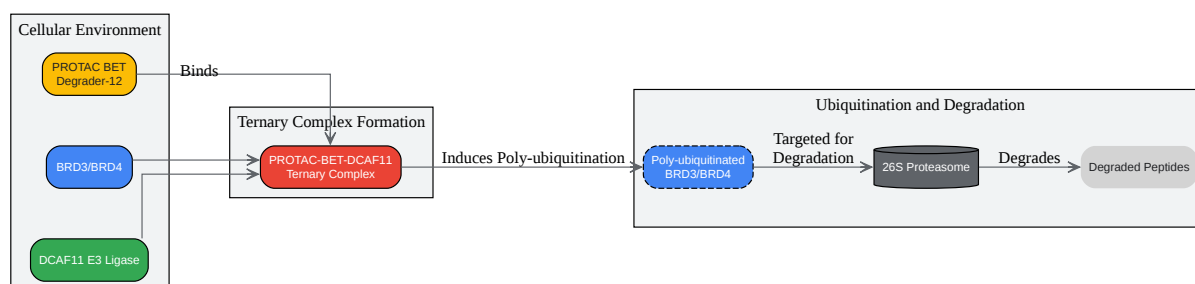 Cellular Environment
PROTAC BET
Degrader-12
Binds
BRD3/BRD4
DCAF11 E3 Ligase
Ternary Complex Formation
PROTAC-BET-DCAF11
Ternary Complex
Induces Poly-ubiquitination
Ubiquitination and Degradation
Poly-ubiquitinated
BRD3/BRD4
Targeted for
Degradation
26S Proteasome
Degrades
Degraded Peptides